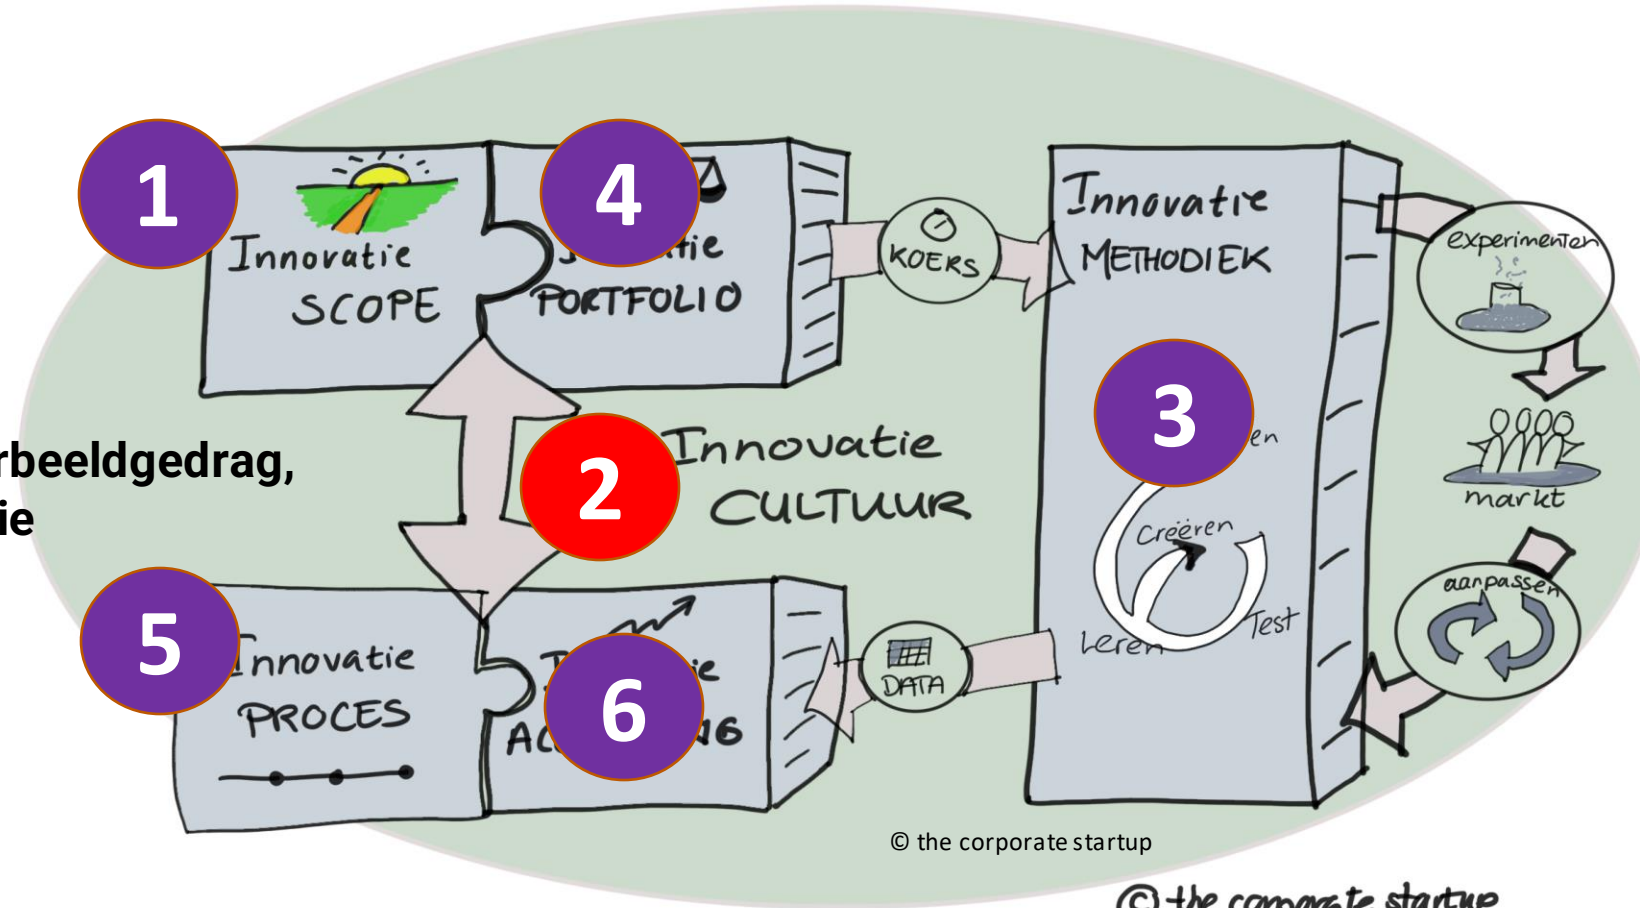 1
Innovatie
SCOPE
4
PORTFOLIO
KOERS
Innovatie
METHODIEK
experimenten
markt
aanpassen
3
Creëren
Test
Leren
2
Innovatie
CULTUUR
rbeeldgedrag,
ie
5
Innovatie
PROCES
6
DATA
© the corporate startup
© the corporate startup